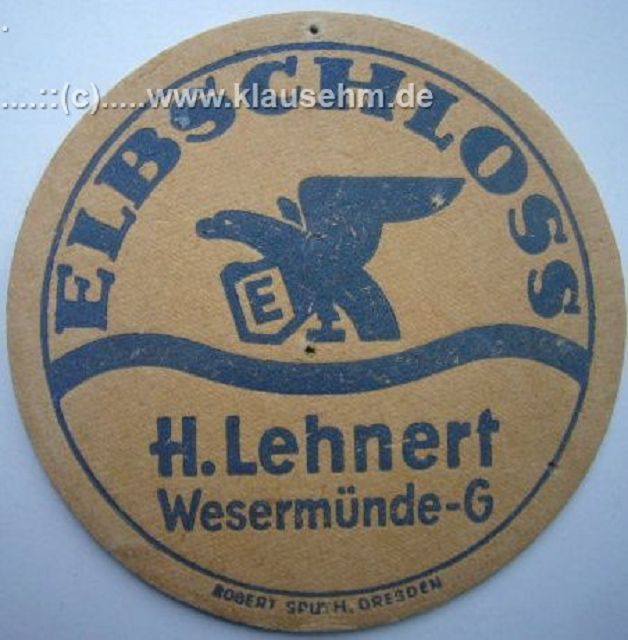 .....::(c).....www.klausehm.de
ELBSCHLOSS
E
H. Lehnert
Wesermünde-G
ROBERT SPUTH, DRESDEN